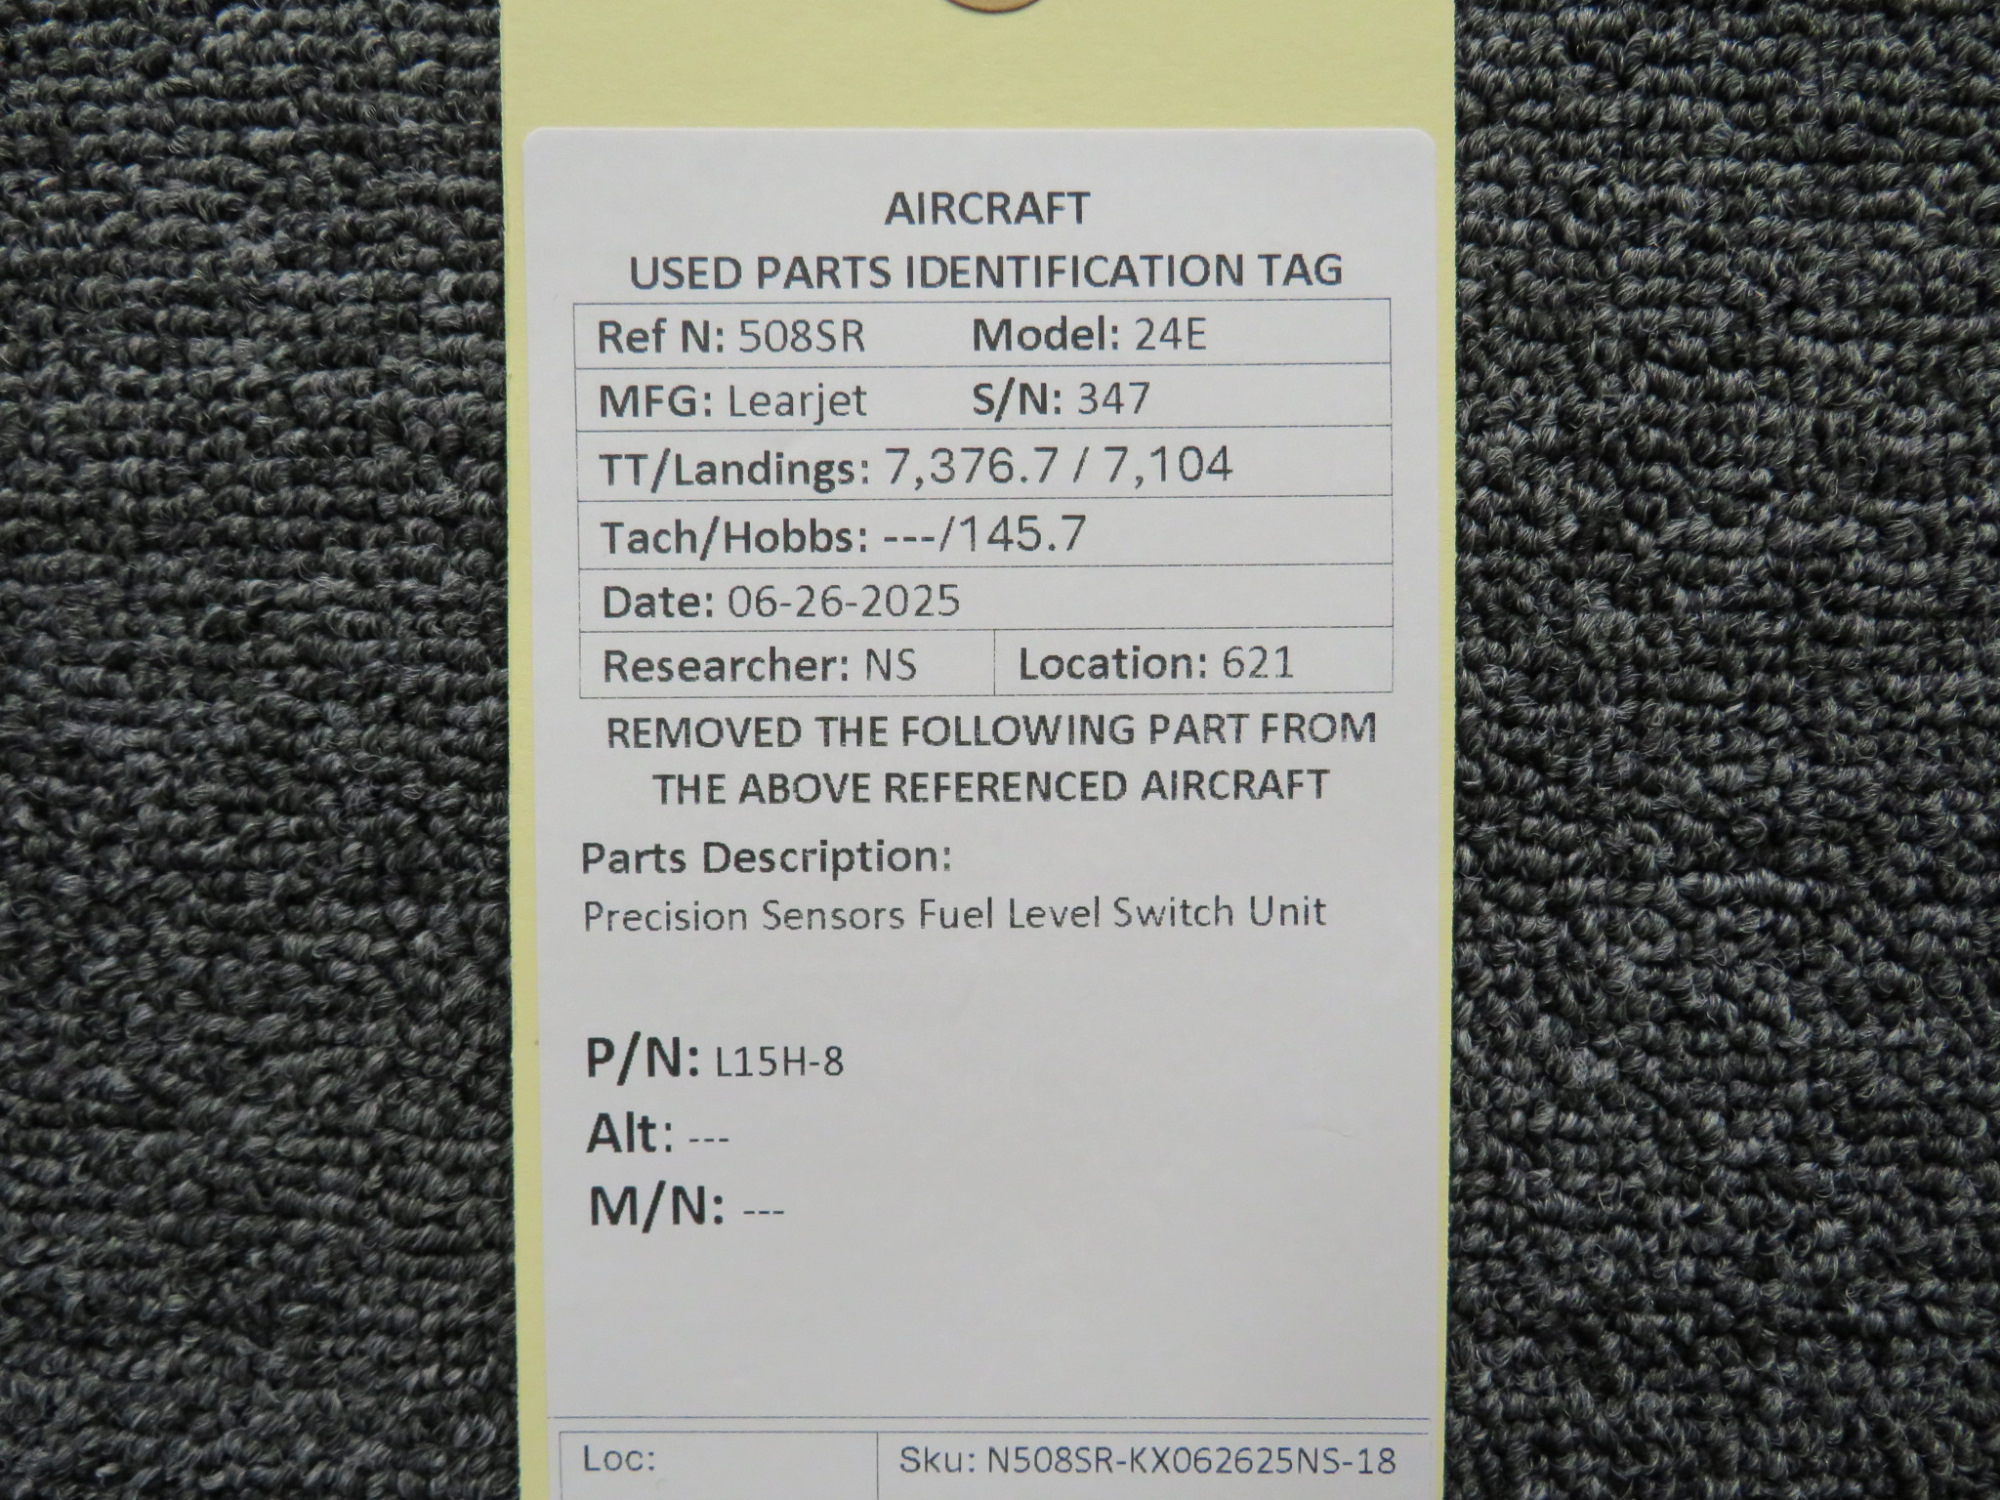 AIRCRAFT
USED PARTS IDENTIFICATION TAG
Ref N: 508SR Model: 24E
MFG: Learjet S/N: 347
TT/Landings: 7,376.7 / 7,104
Tach/Hobbs: ---/145.7
Date: 06-26-2025
Researcher: NS Location: 621
REMOVED THE FOLLOWING PART FROM
THE ABOVE REFERENCED AIRCRAFT
Parts Description:
Precision Sensors Fuel Level Switch Unit
P/N: L15H-8
Alt: ---
M/N: ---
Loc: Sku: N508SR-KX062625NS-18